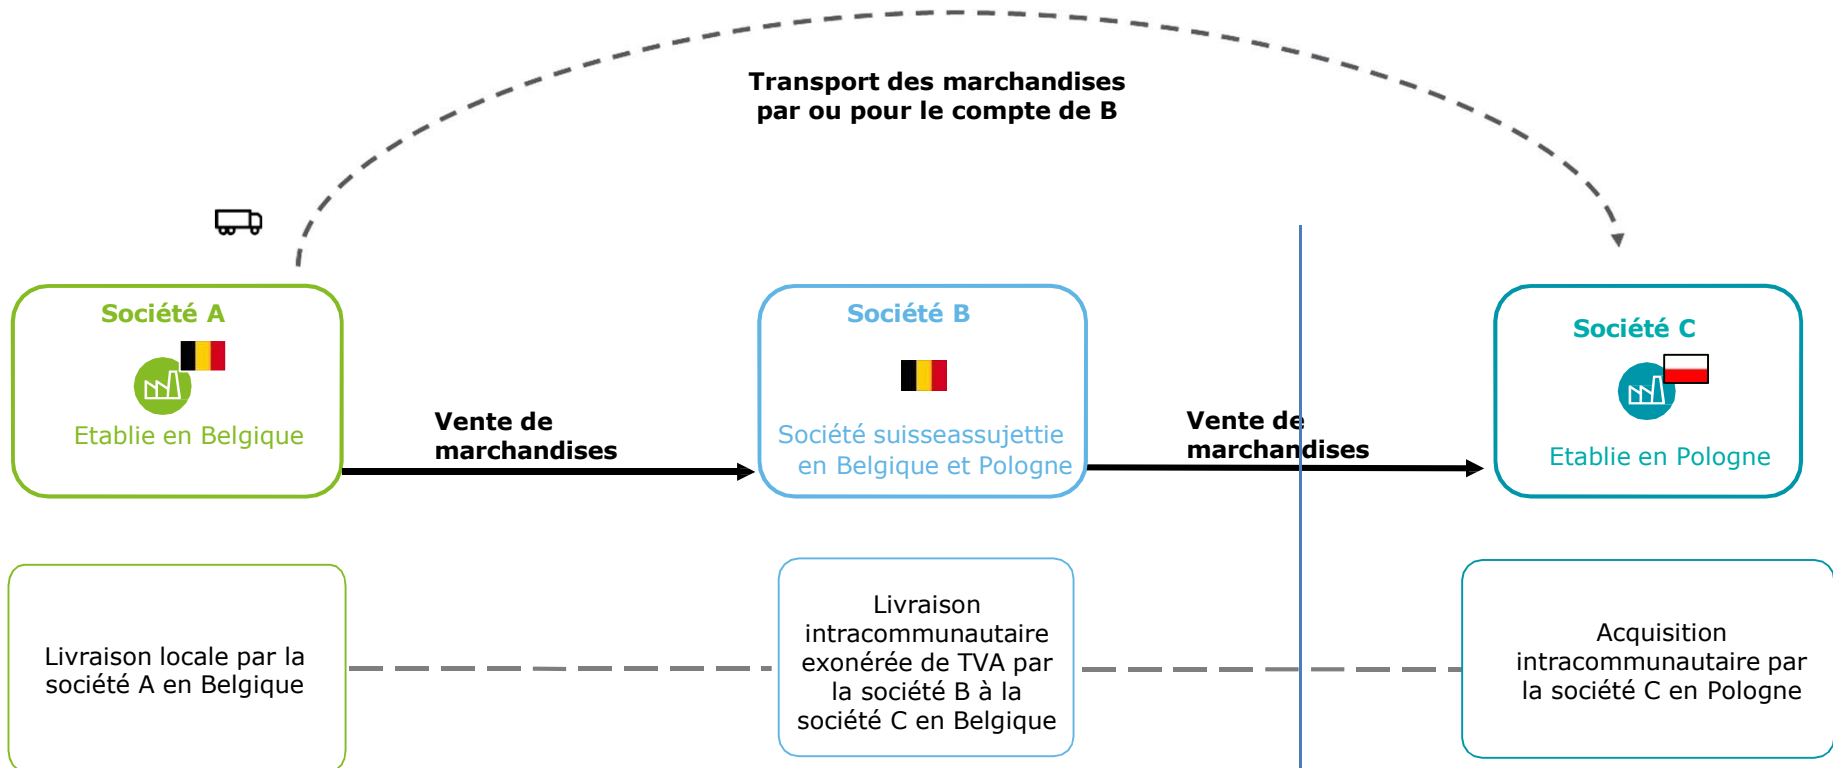 Transport des marchandises
par ou pour le compte de B
Société A
Etablie en Belgique
Vente de
marchandises
Société B
Société suisseassujettie
en Belgique et Pologne
Vente de
marchandises
Société C
Etablie en Pologne
Livraison locale par la
société A en Belgique
Livraison
intracommunautaire
exonérée de TVA par
la société B à la
société C en Belgique
Acquisition
intracommunautaire par
la société C en Pologne